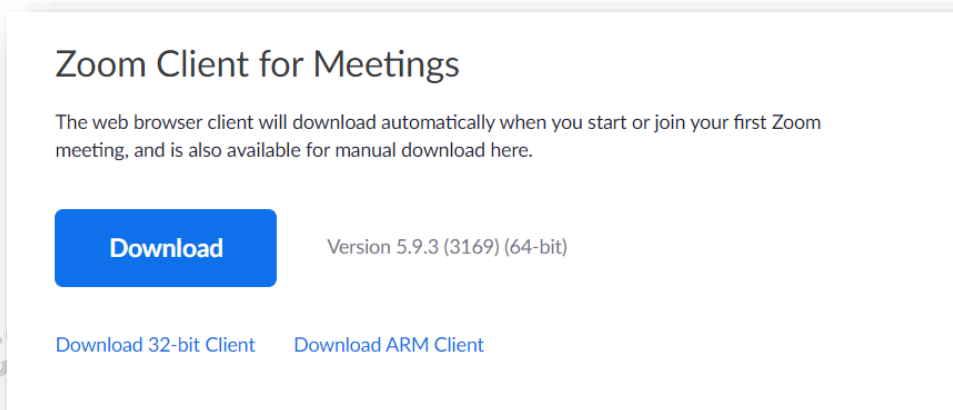 Zoom Client for Meetings
The web browser client will download automatically when you start or join your first Zoom
meeting, and is also available for manual download here.
Download
Version 5.9.3 (3169) (64-bit)
Download 32-bit Client
Download ARM Client